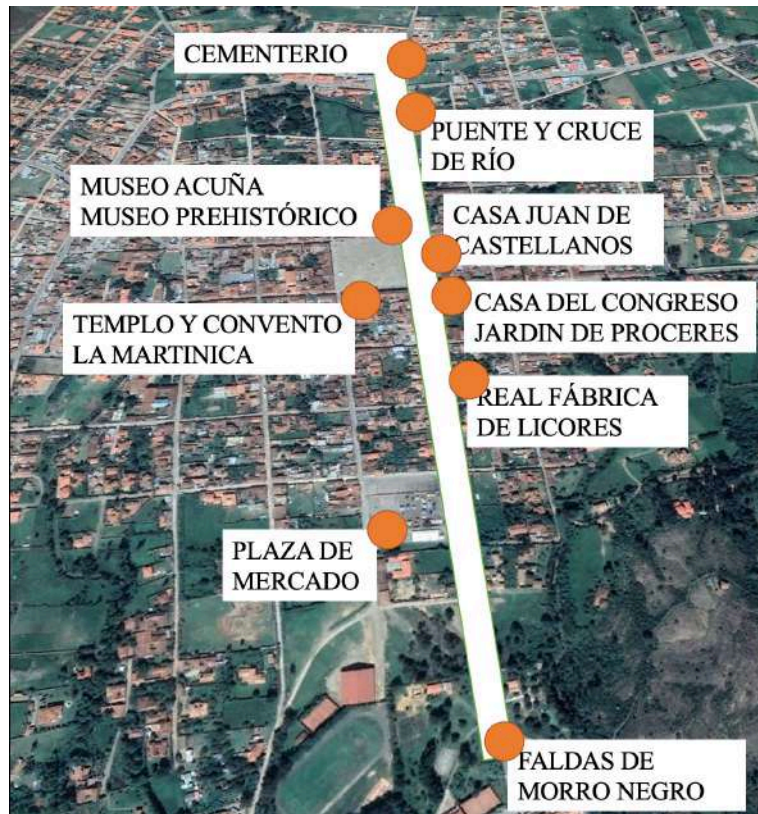 CEMENTERIO
PUENTE Y CRUCE
DE RÍO
MUSEO ACUÑA
MUSEO PREHISTÓRICO
CASA JUAN DE
CASTELLANOS
TEMPLO Y CONVENTO
LA MARTINICA
CASA DEL CONGRESO
JARDIN DE PROCERES
REAL FÁBRICA
DE LICORES
PLAZA DE
MERCADO
FALDAS DE
MORRO NEGRO